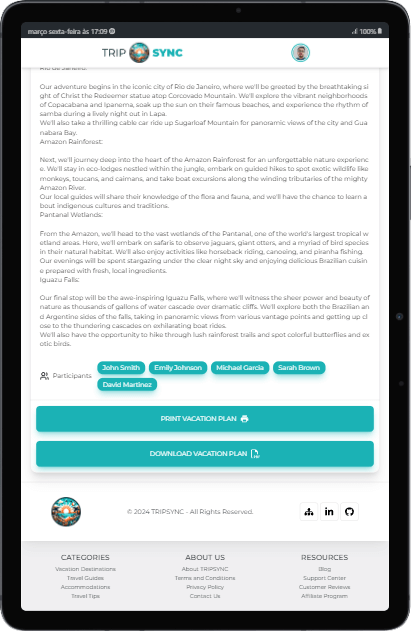 março sexta-feira às 17:09
100%
TRIP SYNC
Rio de Janeiro:
Our adventure begins in the iconic city of Rio de Janeiro, where we'll be greeted by the breathtaking si
ght of Christ the Redeemer statue atop Corcovado Mountain. We'll explore the vibrant neighborhoods
of Copacabana and Ipanema, soak up the sun on their famous beaches, and experience the rhythm of
samba during a lively night out in Lapa.
We'll also take a thrilling cable car ride up Sugarloaf Mountain for panoramic views of the city and Gua
nabara Bay.
Amazon Rainforest:
Next, we'll journey deep into the heart of the Amazon Rainforest for an unforgettable nature experienc
e. We'll stay in eco-lodges nestled within the jungle, embark on guided hikes to spot exotic wildlife like
monkeys, toucans, and caimans, and take boat excursions along the winding tributaries of the mighty
Amazon River.
Our local guides will share their knowledge of the flora and fauna, and we'll have the chance to learn a
bout indigenous cultures and traditions.
Pantanal Wetlands:
From the Amazon, we'll head to the vast wetlands of the Pantanal, one of the world's largest tropical w
etland areas. Here, we'll embark on safaris to observe jaguars, giant otters, and a myriad of bird species
in their natural habitat. We'll also enjoy activities like horseback riding, canoeing, and piranha fishing.
Our evenings will be spent stargazing under the clear night sky and enjoying delicious Brazilian cuisin
e prepared with fresh, local ingredients.
Iguazu Falls:
Our final stop will be the awe-inspiring Iguazu Falls, where we'll witness the sheer power and beauty of
nature as thousands of gallons of water cascade over dramatic cliffs. We'll explore both the Brazilian an
d Argentine sides of the falls, taking in panoramic views from various vantage points and getting up cl
ose to the thundering cascades on exhilarating boat rides.
We'll also have the opportunity to hike through lush rainforest trails and spot colorful butterflies and ex
otic birds.
Participants
John Smith Emily Johnson Michael Garcia Sarah Brown
David Martinez
PRINT VACATION PLAN
DOWNLOAD VACATION PLAN
© 2024 TRIPSYNC - All Rights Reserved.
CATEGORIES
Vacation Destinations
Travel Guides
Accommodations
Travel Tips
ABOUT US
About TRIPSYNC
Terms and Conditions
Privacy Policy
Contact Us
RESOURCES
Blog
Support Center
Customer Reviews
Affiliate Program